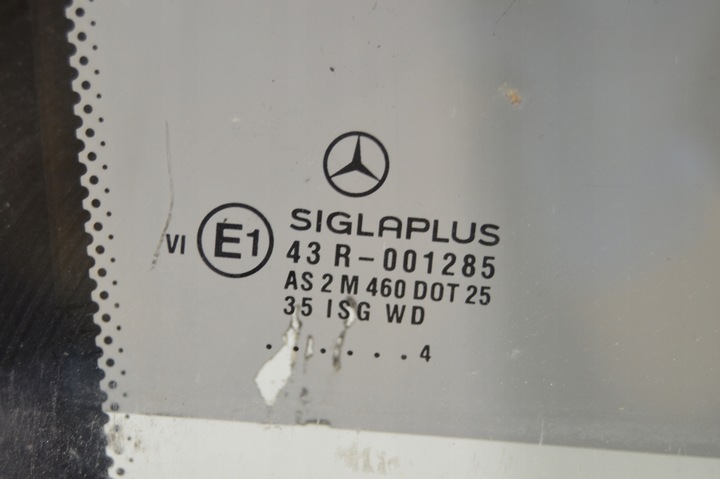 SIGLAPLUS
VI E1 43 R-001285
AS 2 M 460 DOT 25
35 ISG WD
. . . . . . . 4